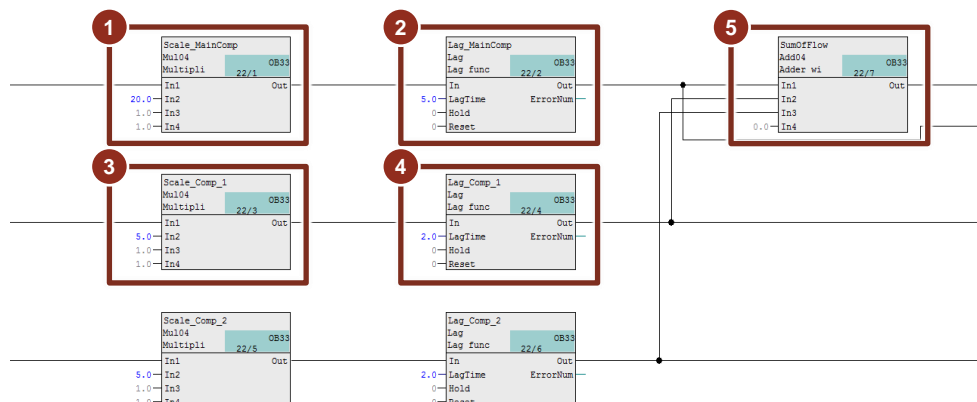 1
Scale_MainComp
Mul04
OB33
Multipli
22/1
In1
Out
20.0
In2
1.0
In3
1.0
In4
2
Lag_MainComp
Lag
OB33
Lag func
22/2
In
Out
5.0
LagTime
ErrorNum
0
Hold
0
Reset
5
SumOfFlow
Add04
OB33
Adder wi
22/7
In1
Out
In2
In3
0.0
In4
3
Scale_Comp_1
Mul04
OB33
Multipli
22/3
In1
Out
5.0
In2
1.0
In3
1.0
In4
4
Lag_Comp_1
Lag
OB33
Lag func
22/4
In
Out
2.0
LagTime
ErrorNum
0
Hold
0
Reset
Scale_Comp_2
Mul04
OB33
Multipli
22/5
In1
Out
5.0
In2
1.0
In3
1.0
In4
Lag_Comp_2
Lag
OB33
Lag func
22/6
In
Out
2.0
LagTime
ErrorNum
0
Hold
0
Reset